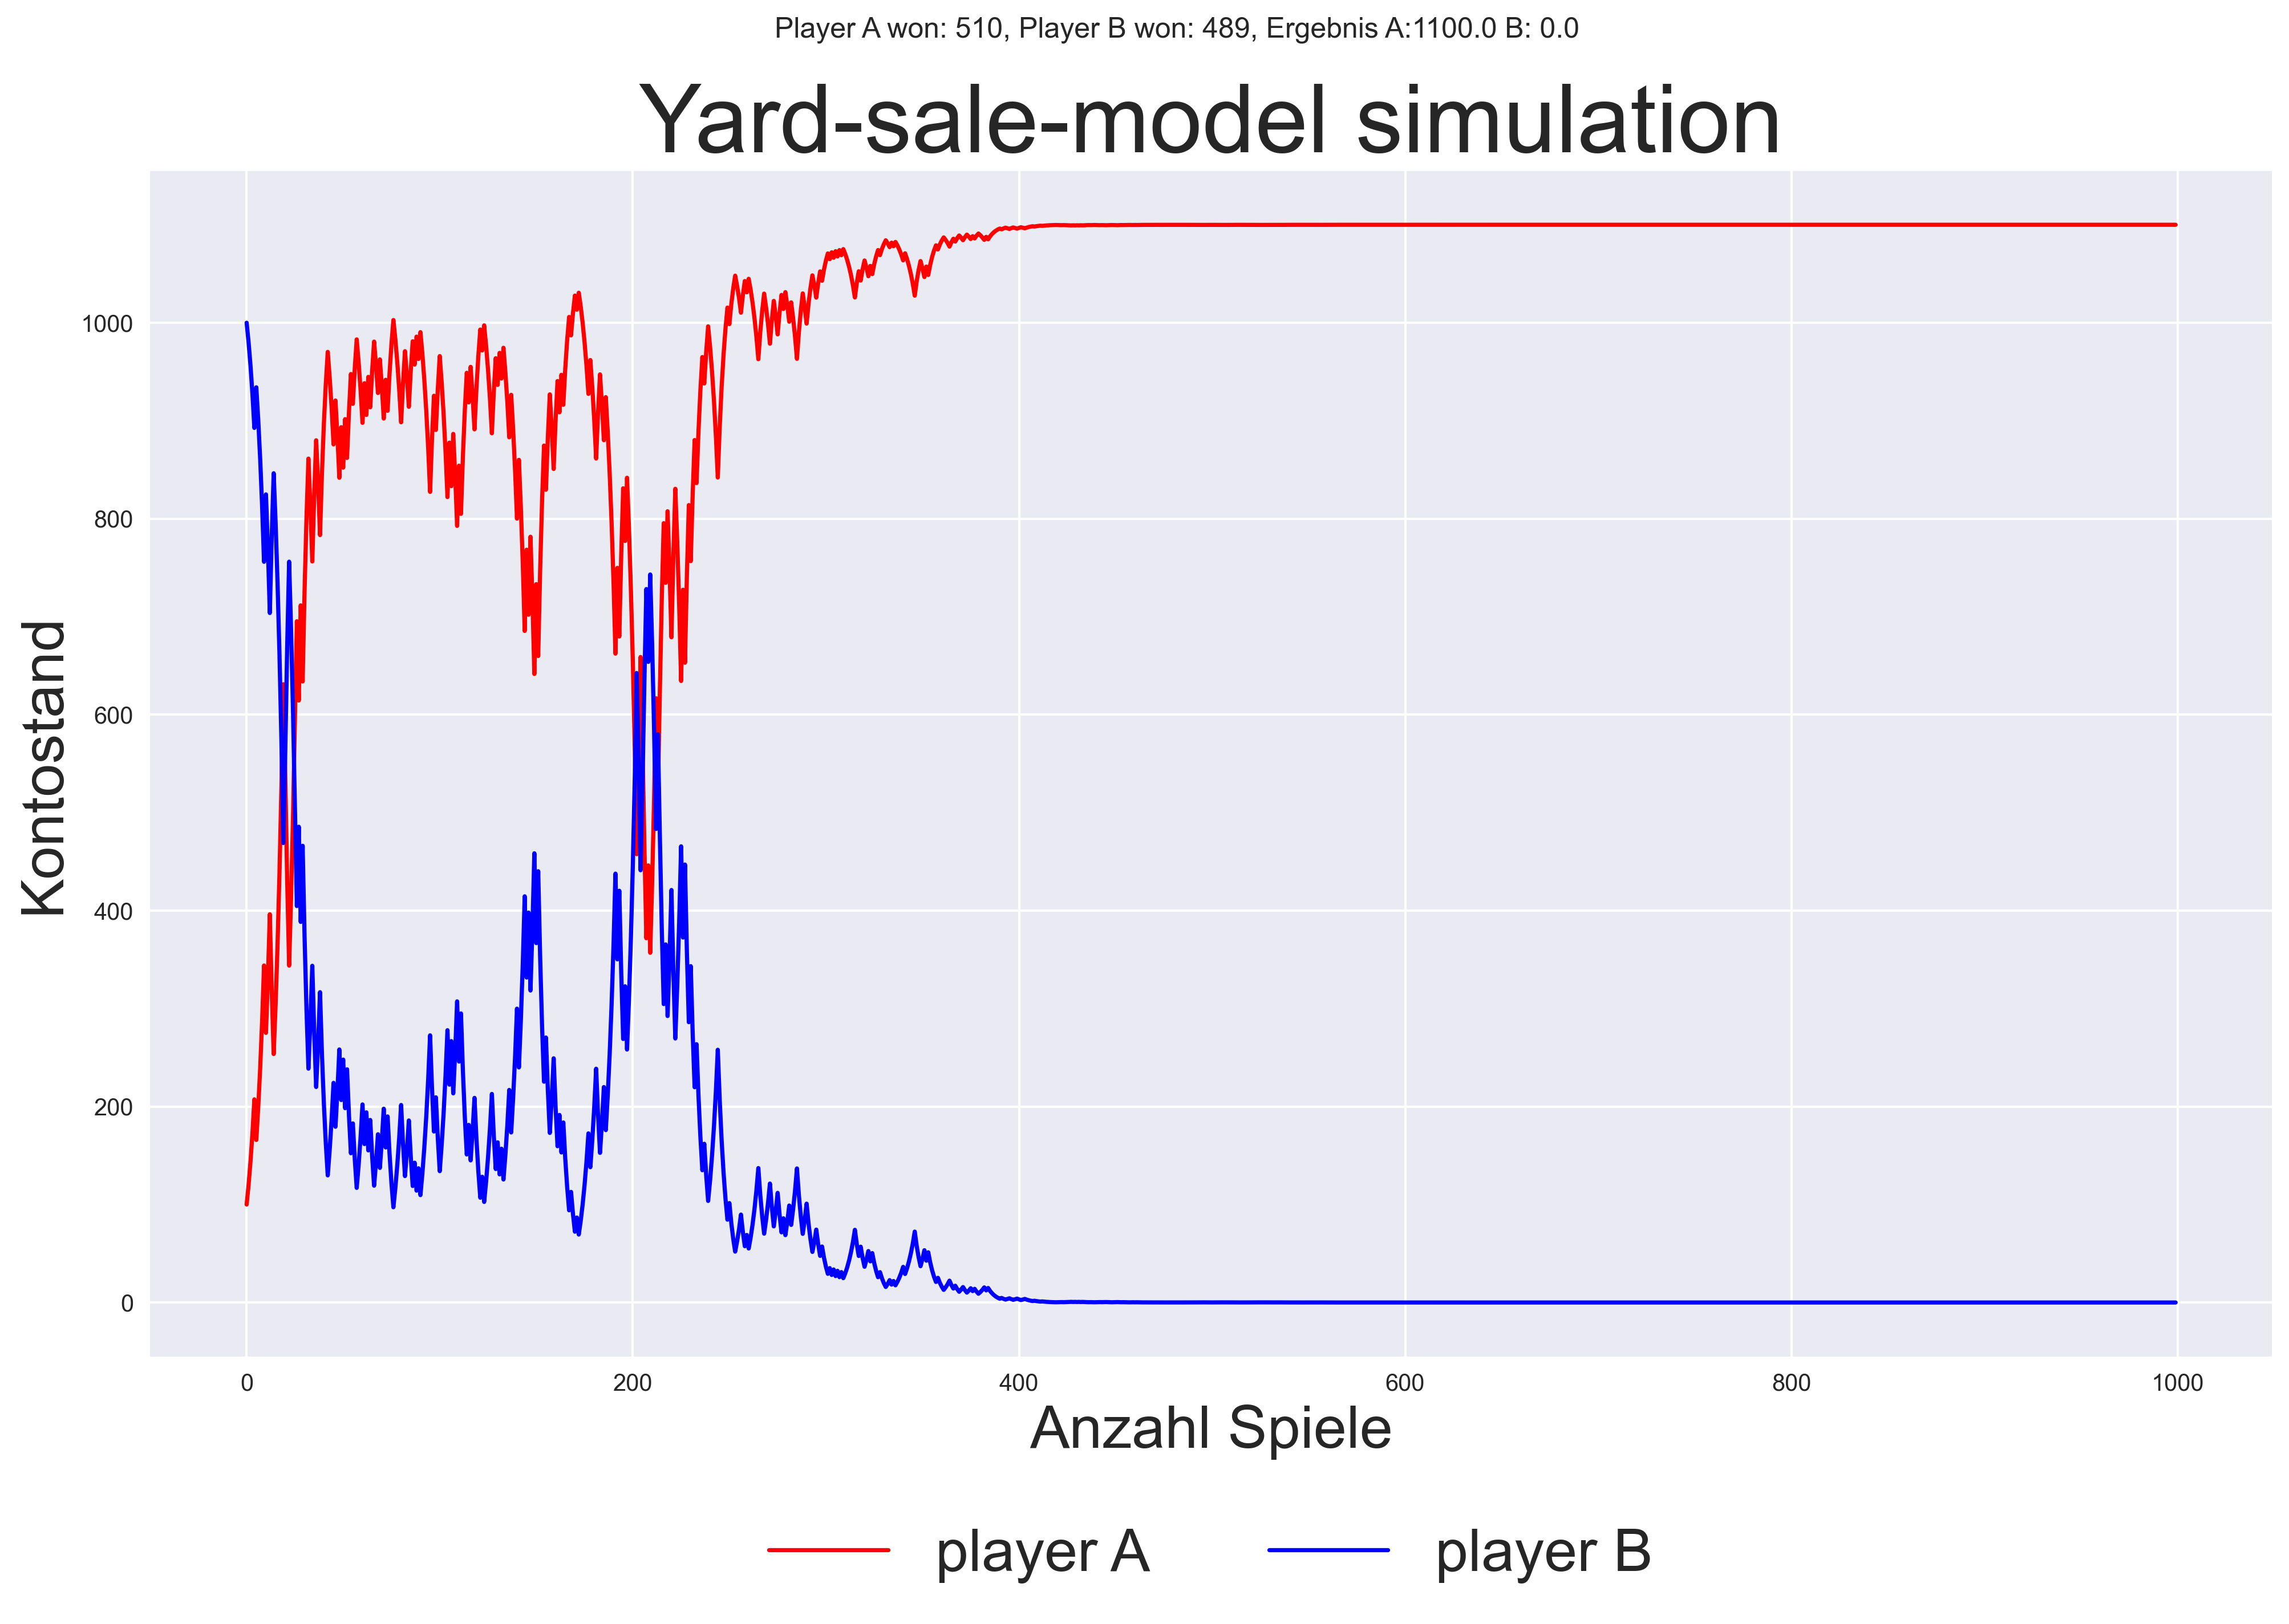 Player A won: 510, Player B won: 489, Ergebnis A:1100.0 B: 0.0
Yard-sale-model simulation
Kontostand
1000
800
600
400
200
0
0 200 400 600 800 1000
Anzahl Spiele
player A player B